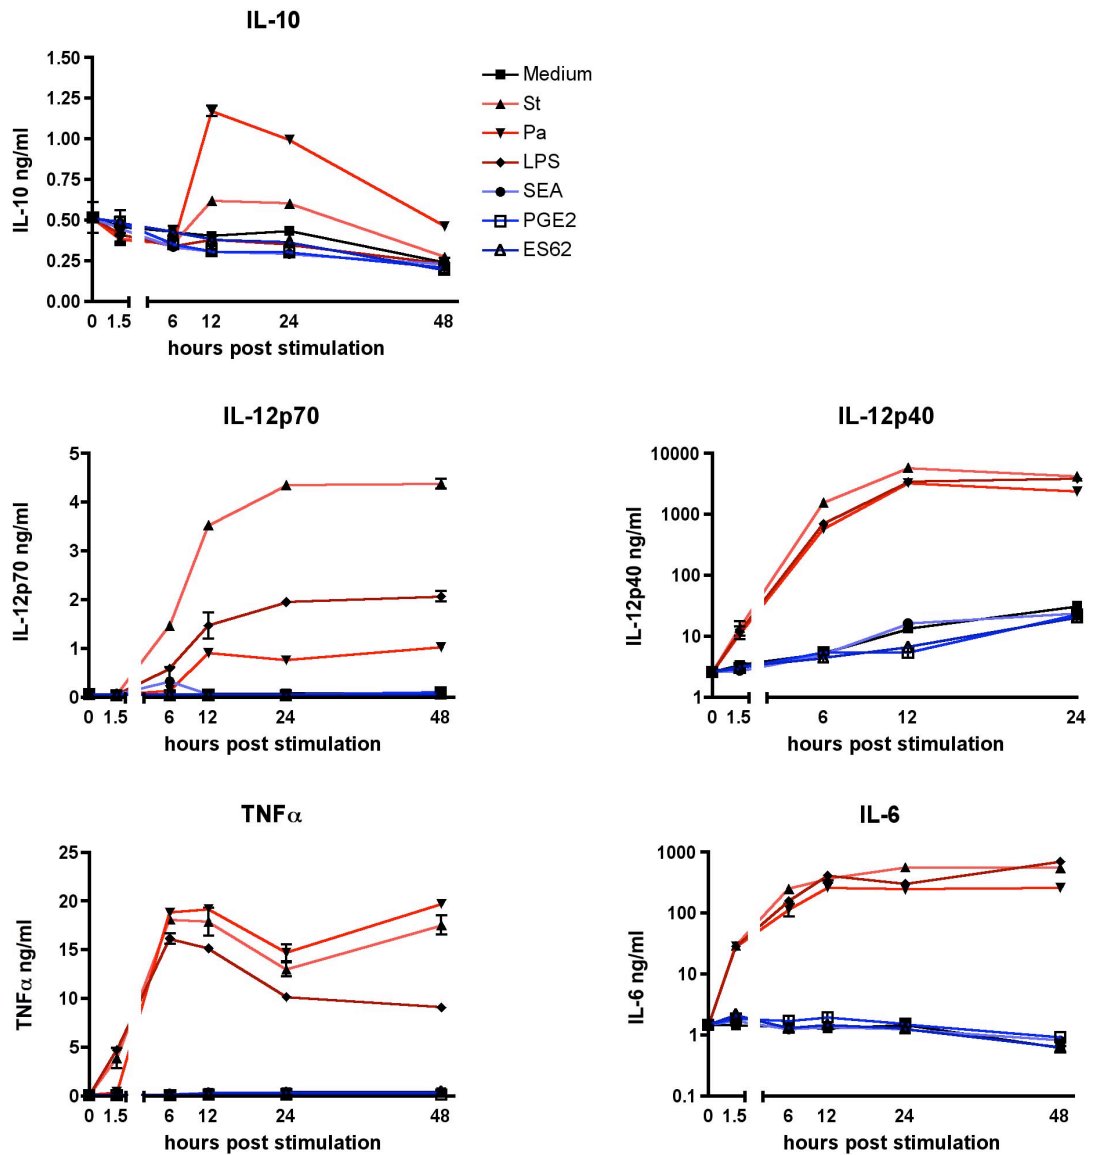 IL-10
IL-10 ng/ml
1.50
1.25
1.00
0.75
0.50
0.25
0.00
0 1.5 6 12 24 48
hours post stimulation
Medium
St
Pa
LPS
SEA
PGE2
ES62
IL-12p70
IL-12p70 ng/ml
5
4
3
2
1
0
0 1.5 6 12 24 48
hours post stimulation
IL-12p40
IL-12p40 ng/ml
10000
1000
100
10
1
0 1.5 6 12 24
hours post stimulation
TNFα
TNFα ng/ml
25
20
15
10
5
0
0 1.5 6 12 24 48
hours post stimulation
IL-6
IL-6 ng/ml
1000
100
10
1
0.1
0 1.5 6 12 24 48
hours post stimulation